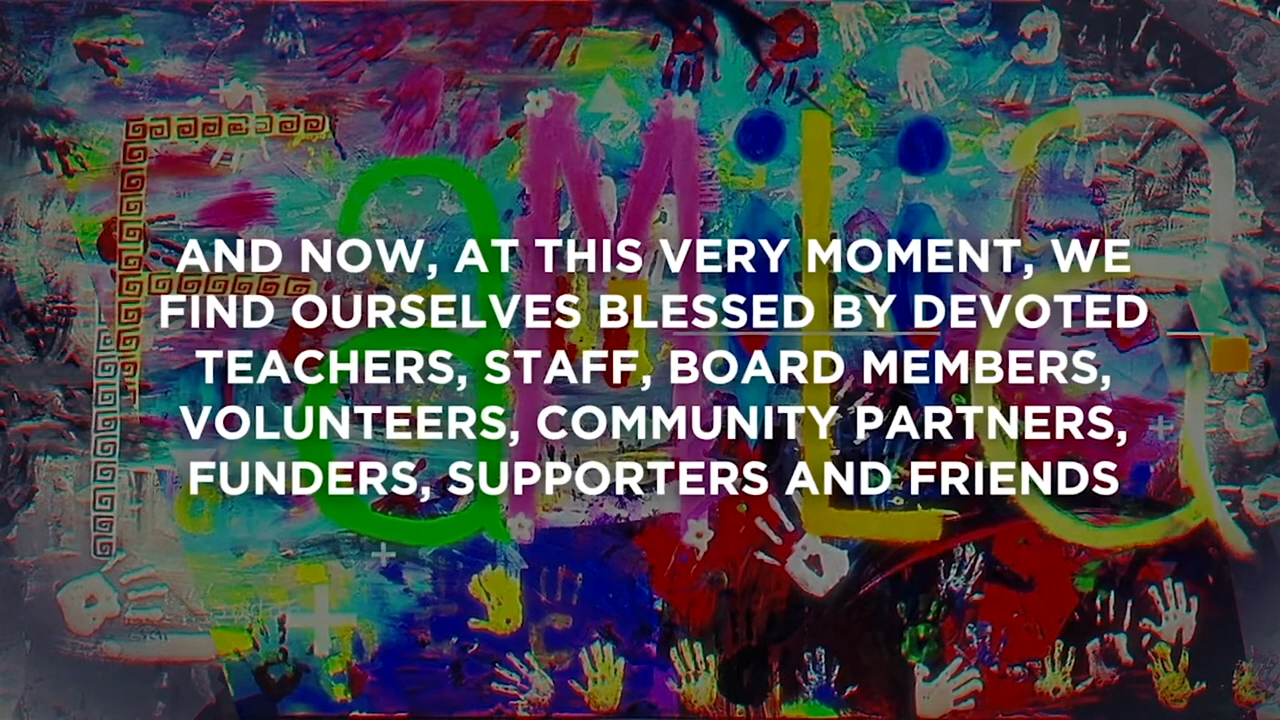 FaMiLia
AND NOW, AT THIS VERY MOMENT, WE
FIND OURSELVES BLESSED BY DEVOTED
TEACHERS, STAFF, BOARD MEMBERS,
VOLUNTEERS, COMMUNITY PARTNERS,
FUNDERS, SUPPORTERS AND FRIENDS